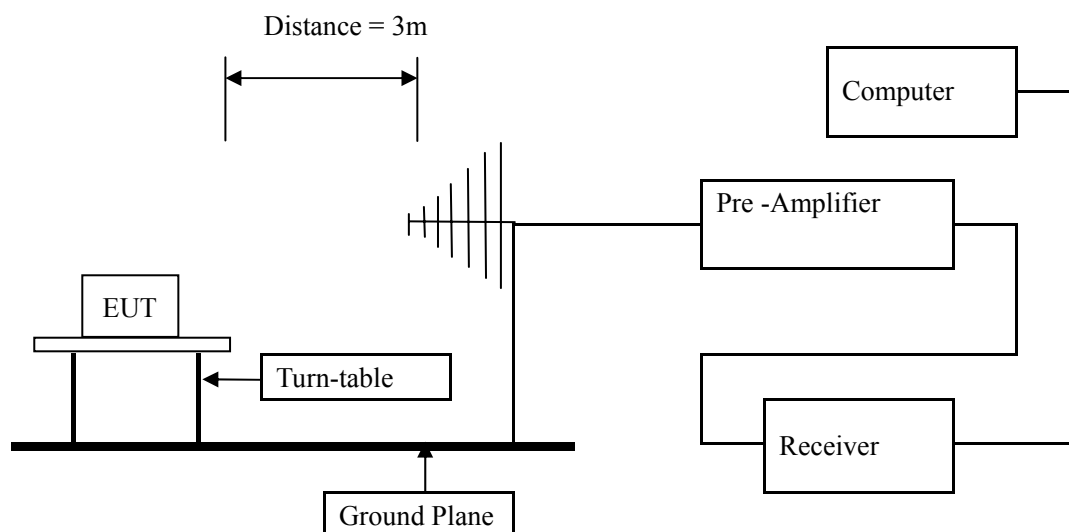 Distance = 3m
Computer
Pre -Amplifier
EUT
Turn-table
Receiver
Ground Plane